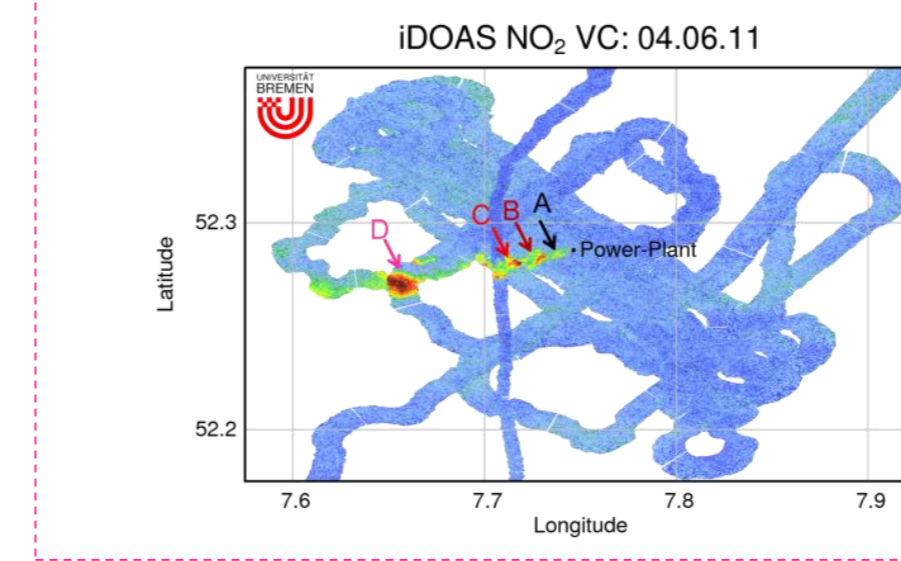 iDOAS NO₂ VC: 04.06.11
UNIVERSITÄT
BREMEN
A
B
C
D
Power-Plant
52.3
52.2
Latitude
7.6
7.7
7.8
7.9
Longitude